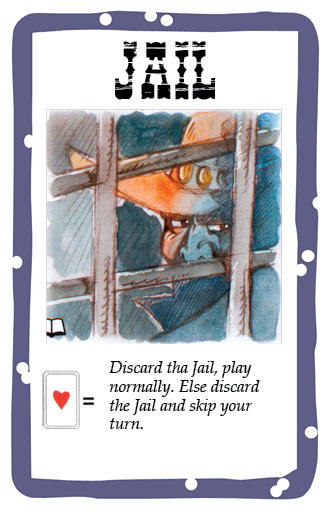 JAIL
Discard tha Jail, play
normally. Else discard
the Jail and skip your
turn.
=